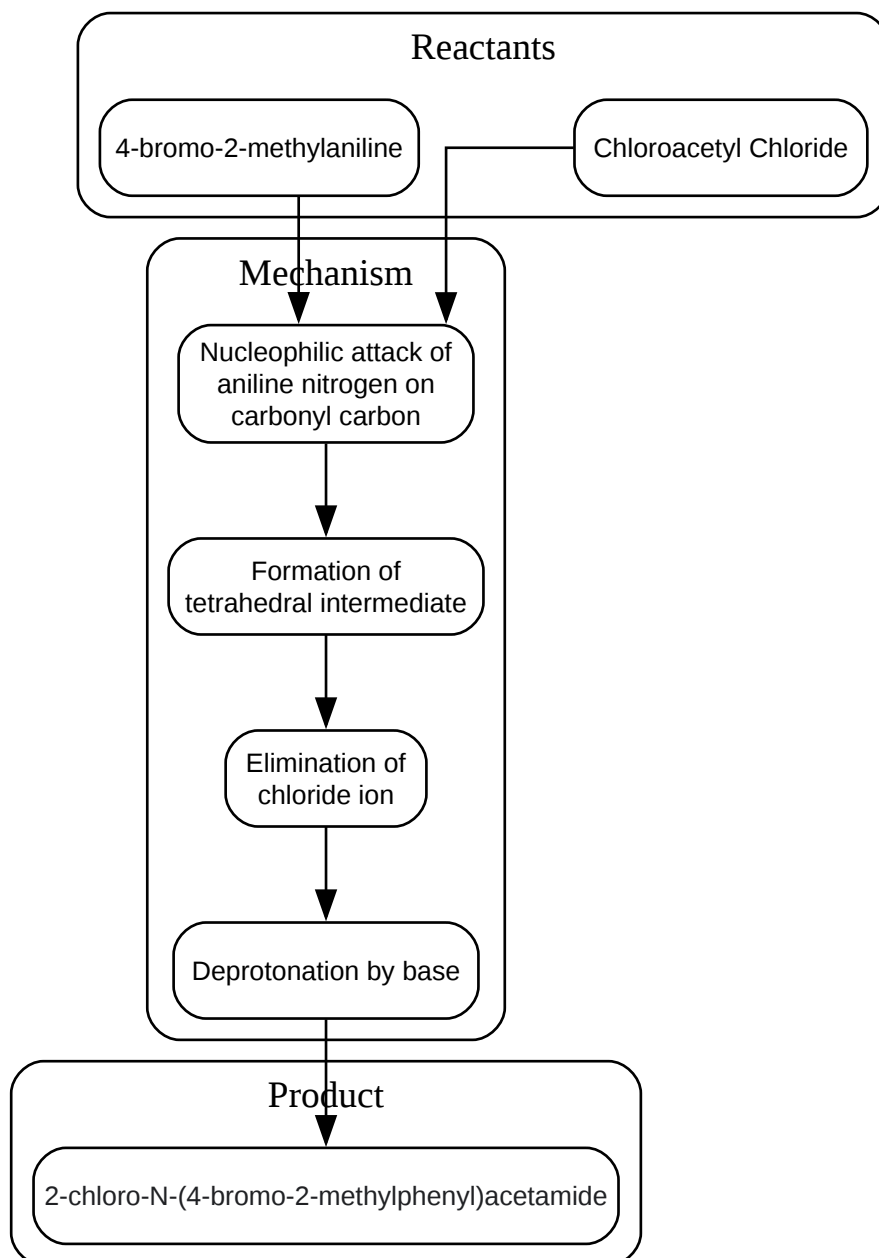 Reactants
4-bromo-2-methylaniline
Chloroacetyl Chloride
Mechanism
Nucleophilic attack of
aniline nitrogen on
carbonyl carbon
Formation of
tetrahedral intermediate
Elimination of
chloride ion
Deprotonation by base
Product
2-chloro-N-(4-bromo-2-methylphenyl)acetamide